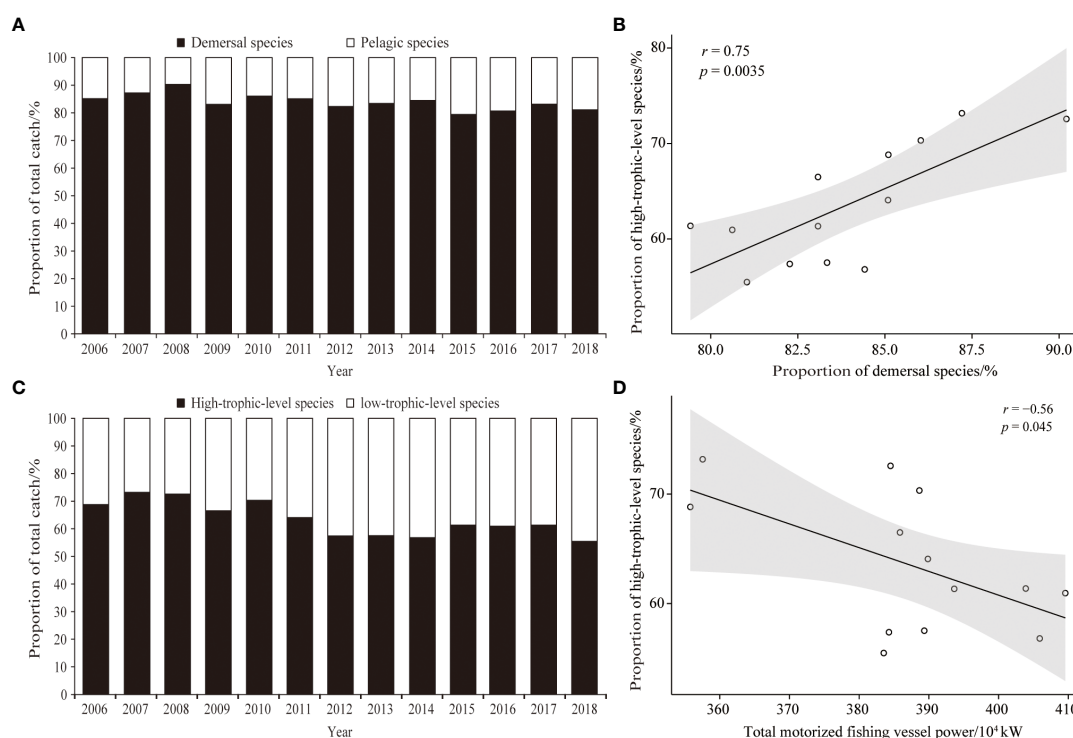 A
■ Demersal species □ Pelagic species
100
90
80
70
60
50
40
30
20
10
0
Proportion of total catch/%
2006 2007 2008 2009 2010 2011 2012 2013 2014 2015 2016 2017 2018
Year
B
r = 0.75
p = 0.0035
80
70
60
Proportion of high-trophic-level species/%
80.0 82.5 85.0 87.5 90.0
Proportion of demersal species/%
C
■ High-trophic-level species □ low-trophic-level species
100
90
80
70
60
50
40
30
20
10
0
Proportion of total catch/%
2006 2007 2008 2009 2010 2011 2012 2013 2014 2015 2016 2017 2018
Year
D
r = −0.56
p = 0.045
70
60
Proportion of high-trophic-level species/%
360 370 380 390 400 410
Total motorized fishing vessel power/10⁴ kW